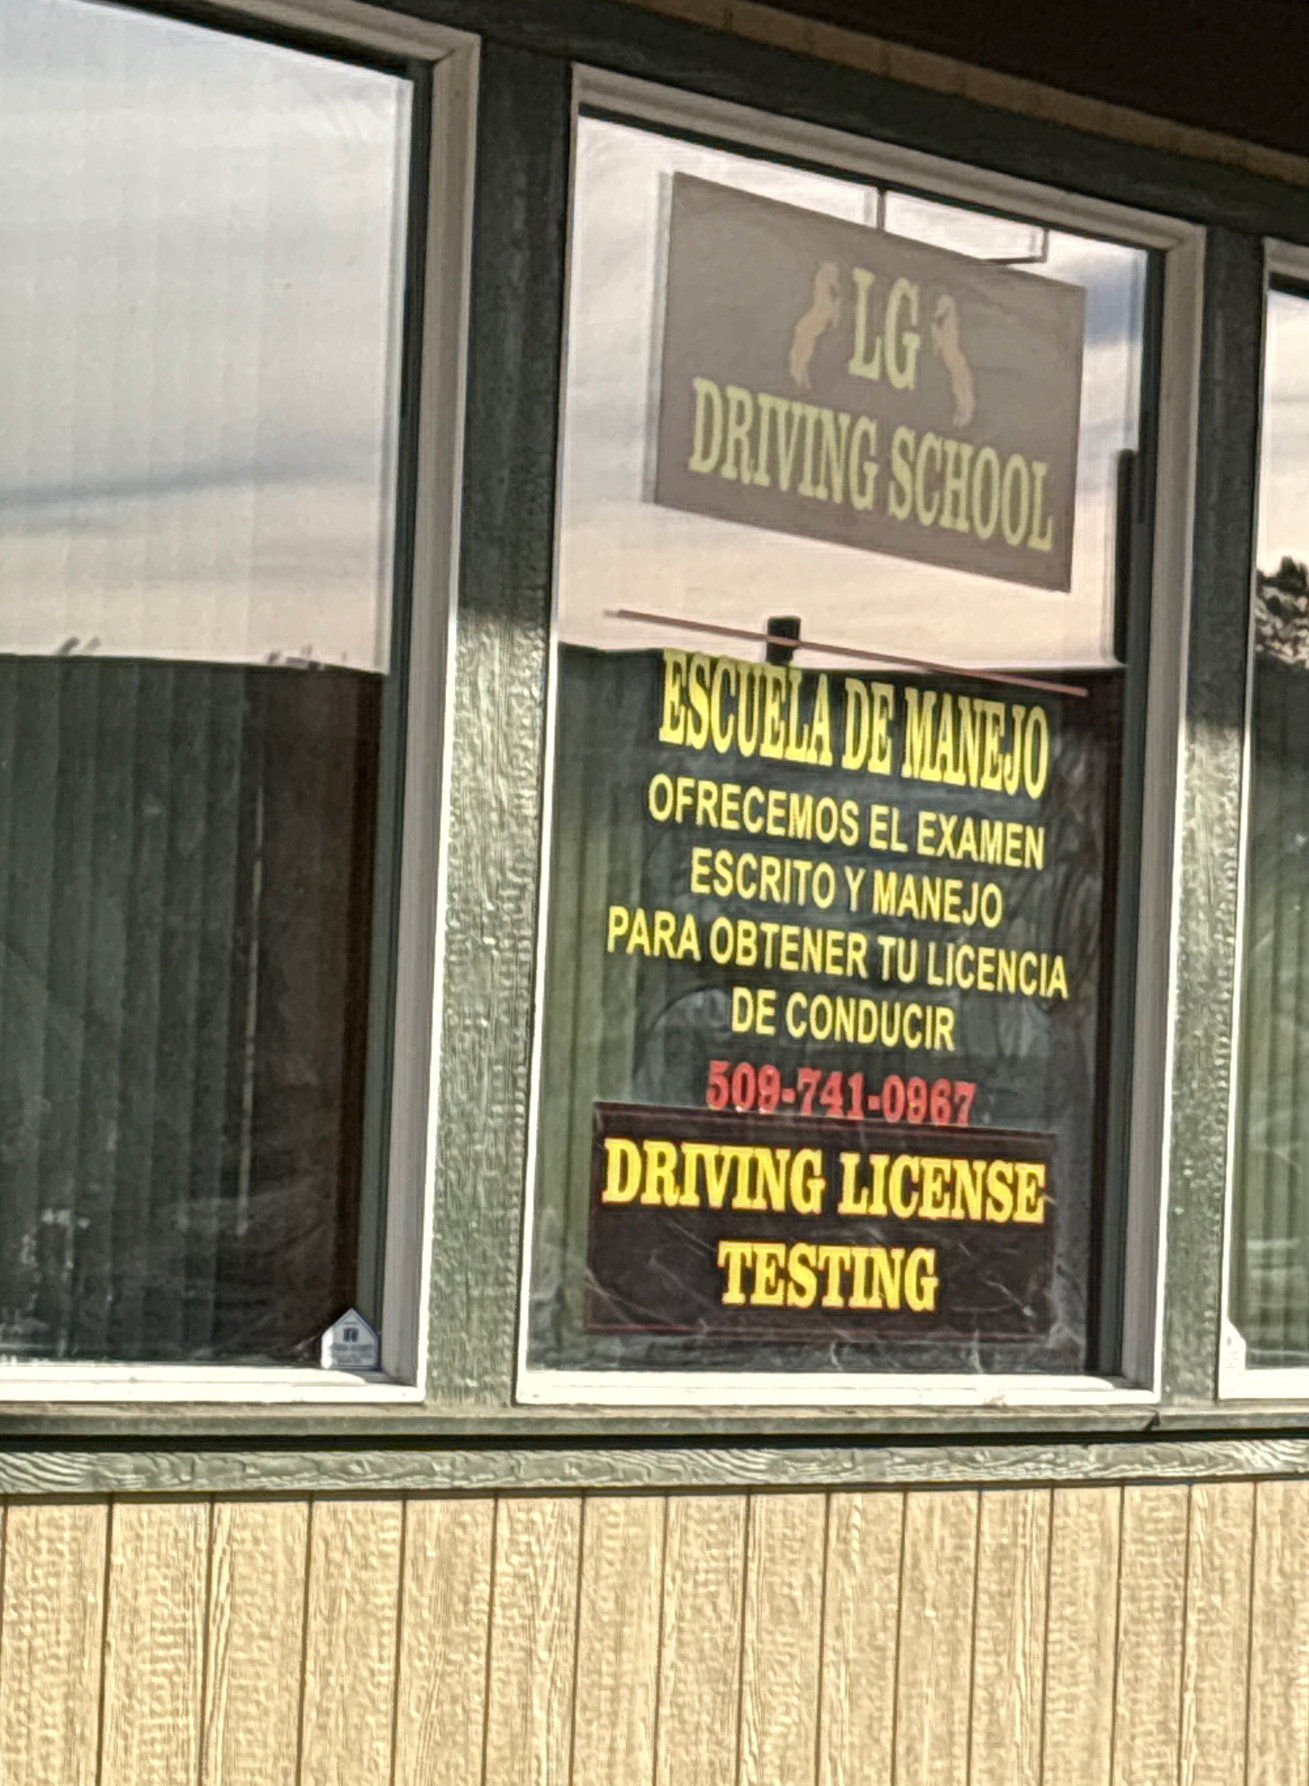 LG
DRIVING SCHOOL
ESCUELA DE MANEJO
OFRECEMOS EL EXAMEN
ESCRITO Y MANEJO
PARA OBTENER TU LICENCIA
DE CONDUCIR
509-741-0967
DRIVING LICENSE
TESTING